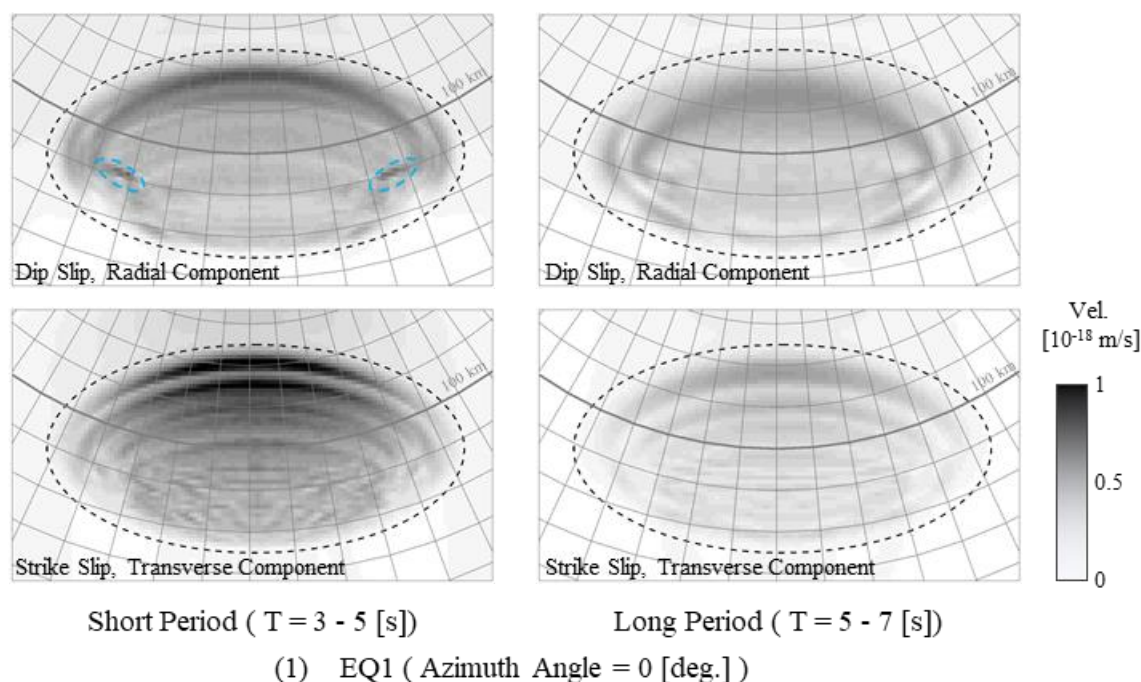 100 km
100 km
Dip Slip, Radial Component
Dip Slip, Radial Component
100 km
100 km
Vel.
[10-18 m/s]
1
0.5
0
Strike Slip, Transverse Component
Strike Slip, Transverse Component
Short Period ( T = 3 - 5 [s])
Long Period ( T = 5 - 7 [s])
(1) EQ1 ( Azimuth Angle = 0 [deg.] )